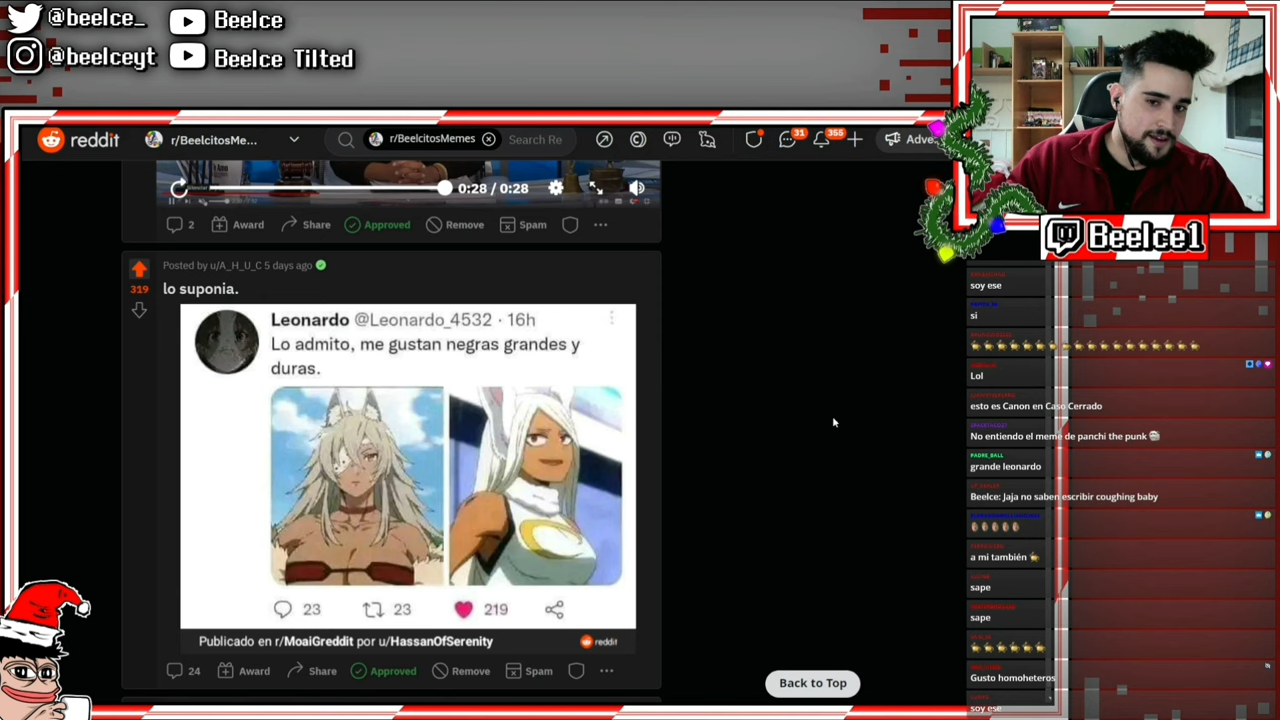 @beelce_
Beelce
@beelceyt
Beelce Tilted
reddit
r/BeelcitosMe...
r/BeelcitosMemes
Search Re
31
355
Adve
0:28 / 0:28
2
Award
Share
Approved
Remove
Spam
Posted by u/A_H_U_C 5 days ago
319
lo suponia.
Leonardo @Leonardo_4532 · 16h
Lo admito, me gustan negras grandes y
duras.
23
23
219
Publicado en r/MoaiGreddit por u/HassanOfSerenity
reddit
24
Award
Share
Approved
Remove
Spam
Back to Top
Beelce1
soy ese
si
Lol
esto es Canon en Caso Cerrado
No entiendo el meme de panchi the punk
PADRE_BALL
grande leonardo
Beelce: Jaja no saben escribir coughing baby
a mi también
sape
sape
Gusto homoheteros
soy ese